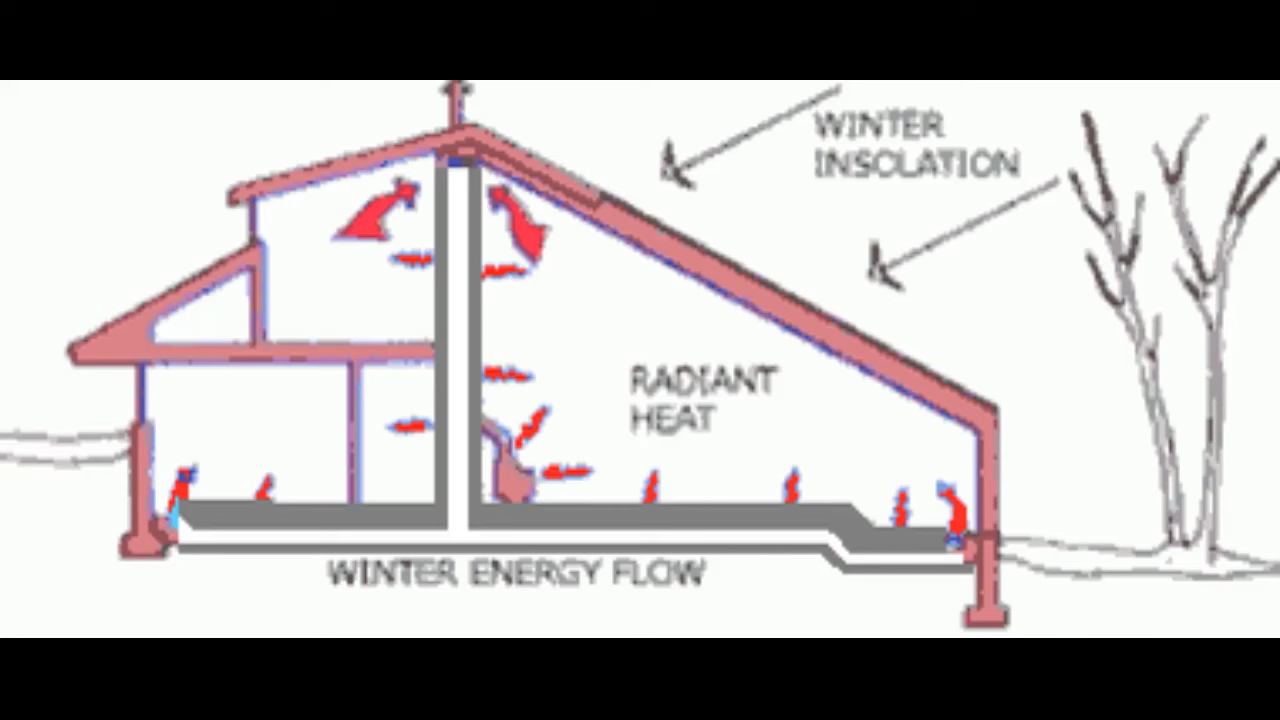 WINTER
INSOLATION
RADIANT
HEAT
WINTER ENERGY FLOW